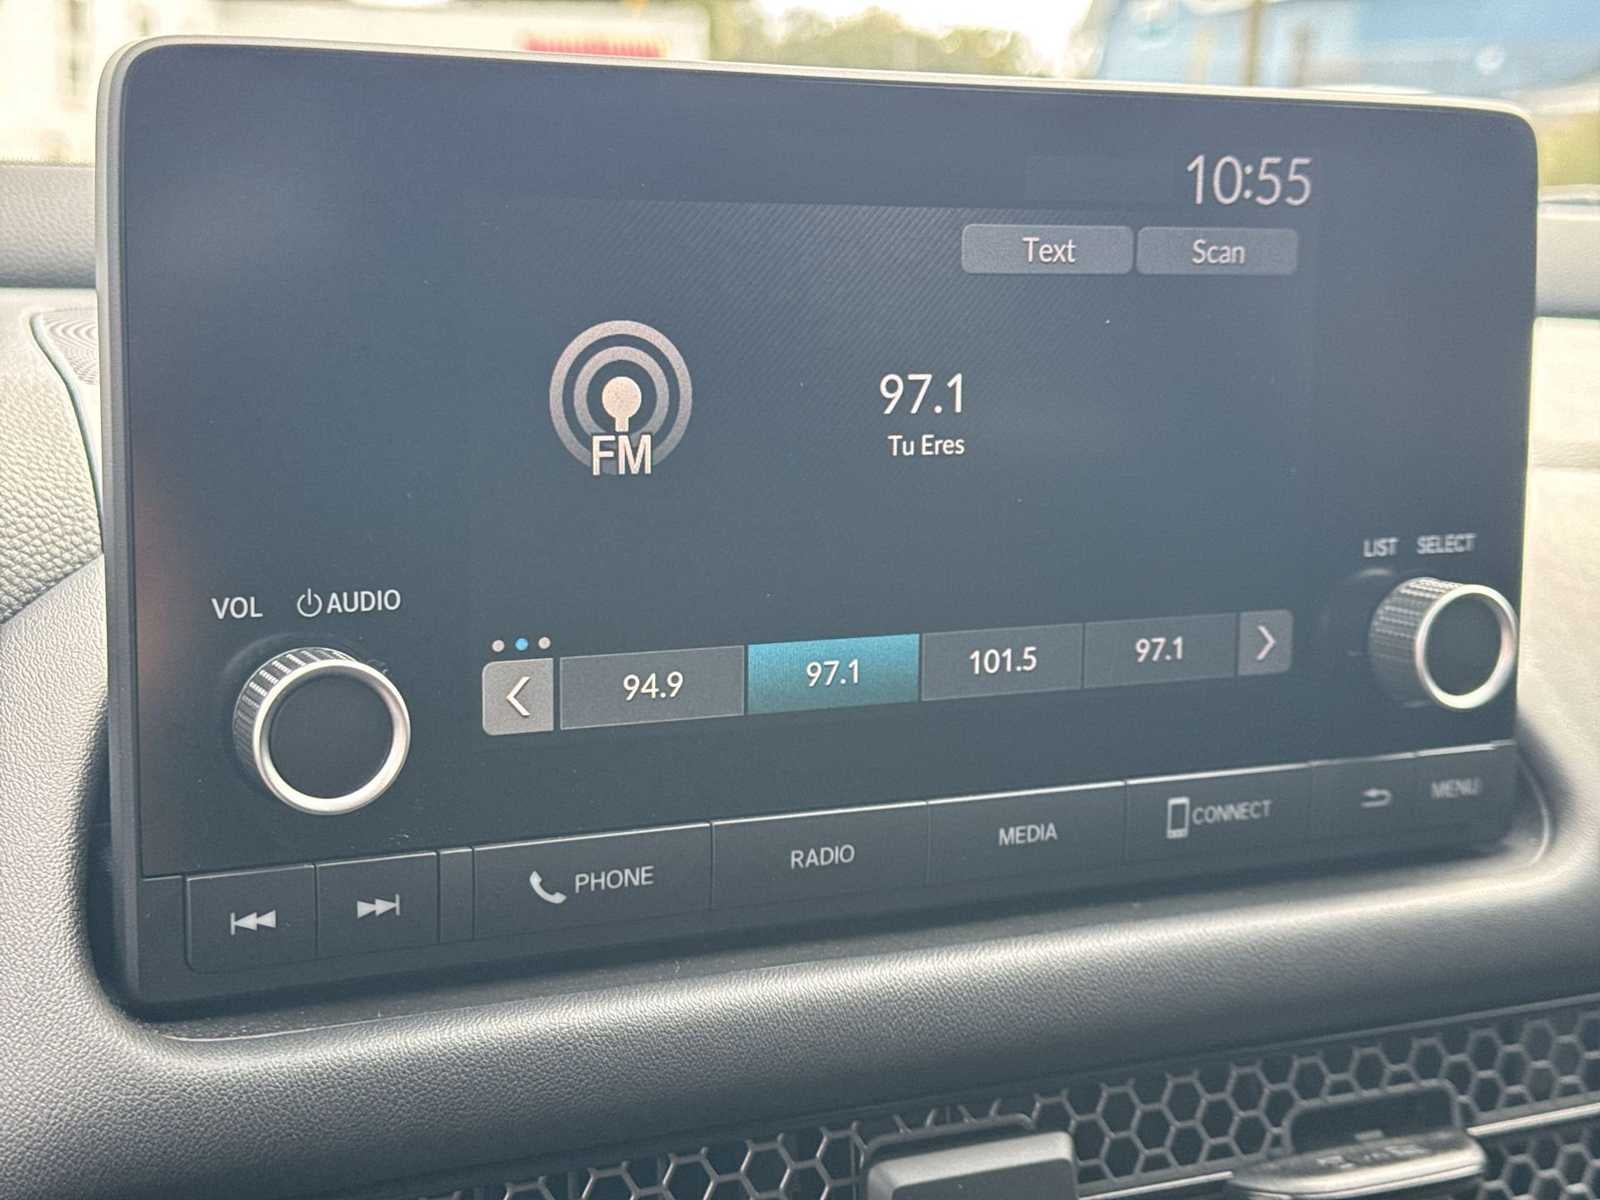 10:55
Text Scan
FM
97.1
Tu Eres
LIST SELECT
VOL AUDIO
94.9 97.1 101.5 97.1
PHONE RADIO MEDIA CONNECT MENU